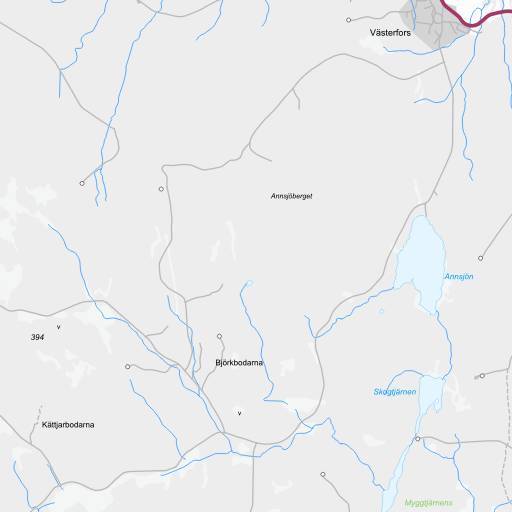 Västerfors
Annsjöberget
Annsjön
394
v
Björkbodarna
Skogtjärnen
v
Kättjarbodarna
Myggtjärnens